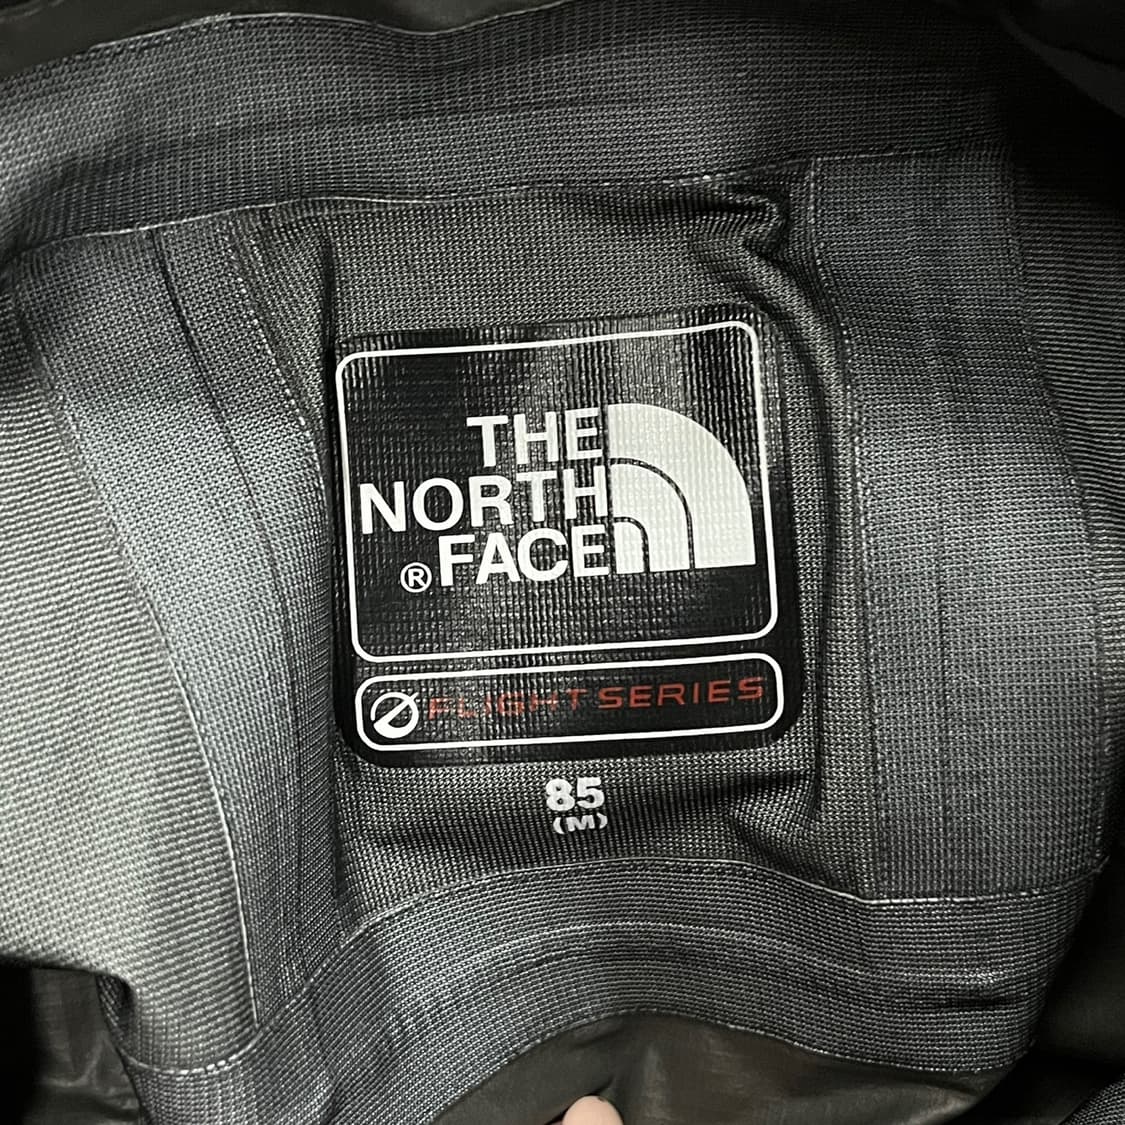 THE
NORTH
® FACE
FLIGHT SERIES
85
(M)